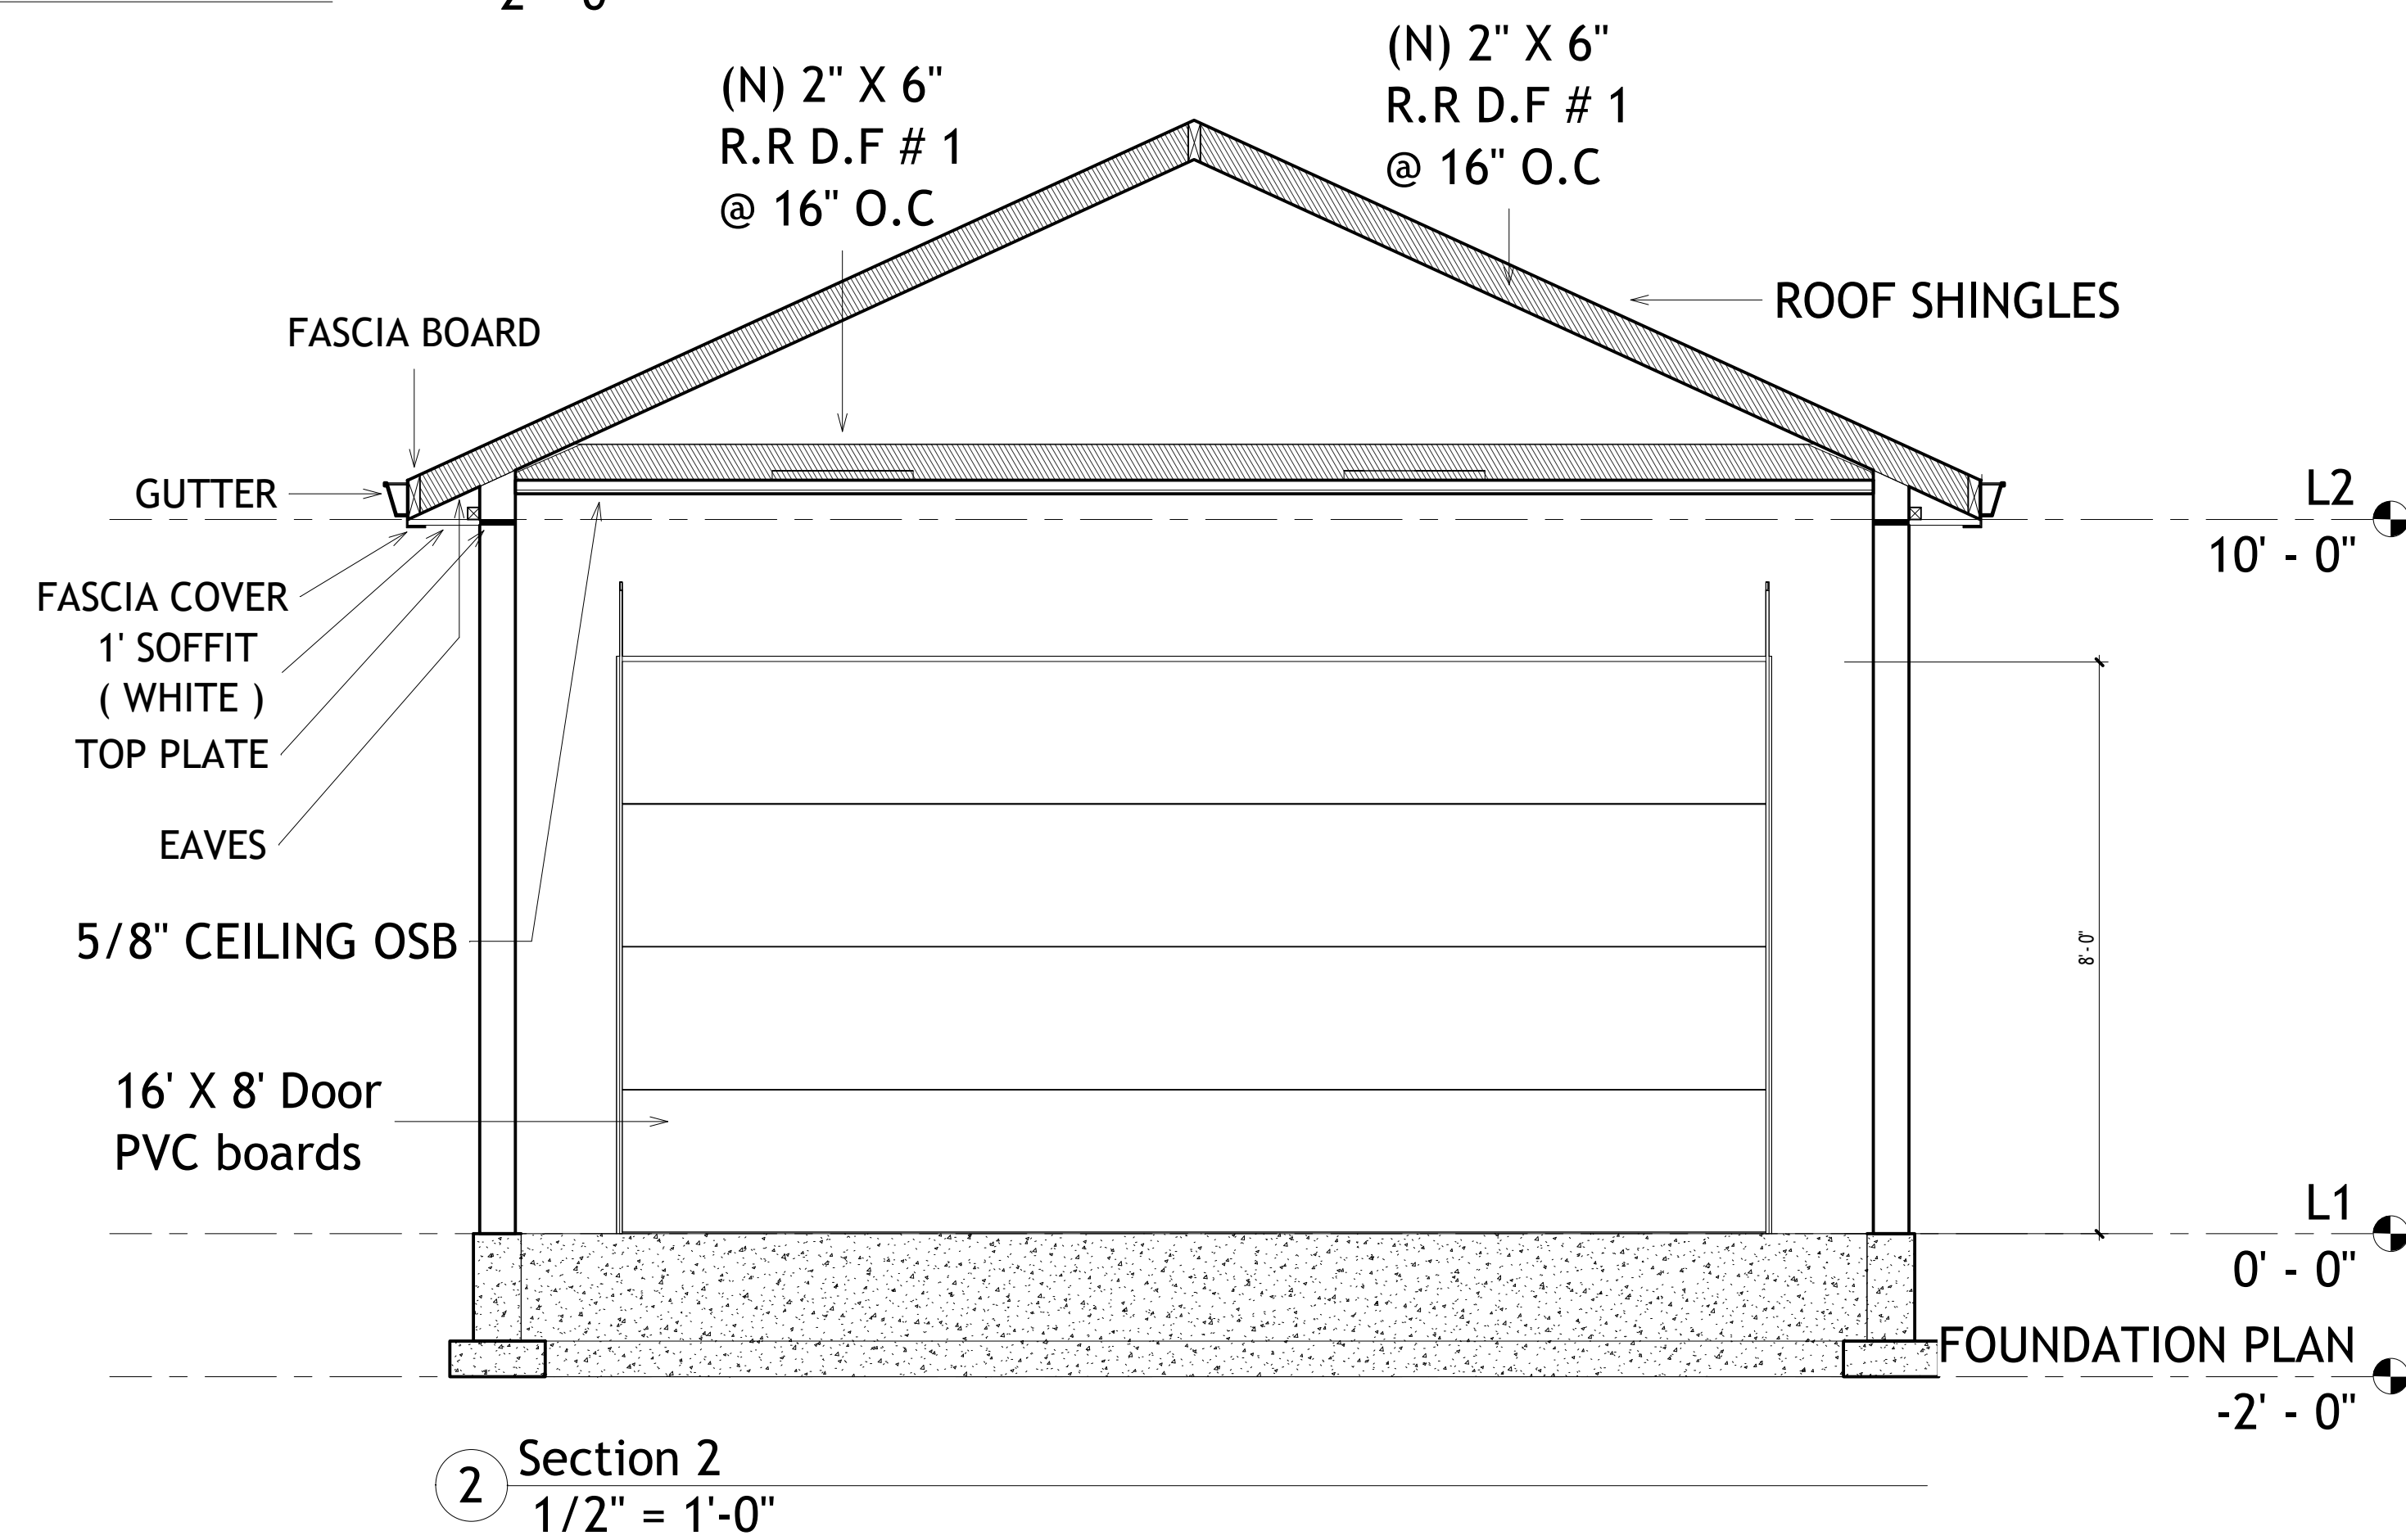 (N) 2" X 6"
R.R D.F # 1
@ 16" O.C
(N) 2" X 6"
R.R D.F # 1
@ 16" O.C
ROOF SHINGLES
FASCIA BOARD
GUTTER
L2
10' - 0"
FASCIA COVER
1' SOFFIT
( WHITE )
TOP PLATE
EAVES
5/8" CEILING OSB
8' - 0"
16' X 8' Door
PVC boards
L1
0' - 0"
FOUNDATION PLAN
-2' - 0"
2
Section 2
1/2" = 1'-0"